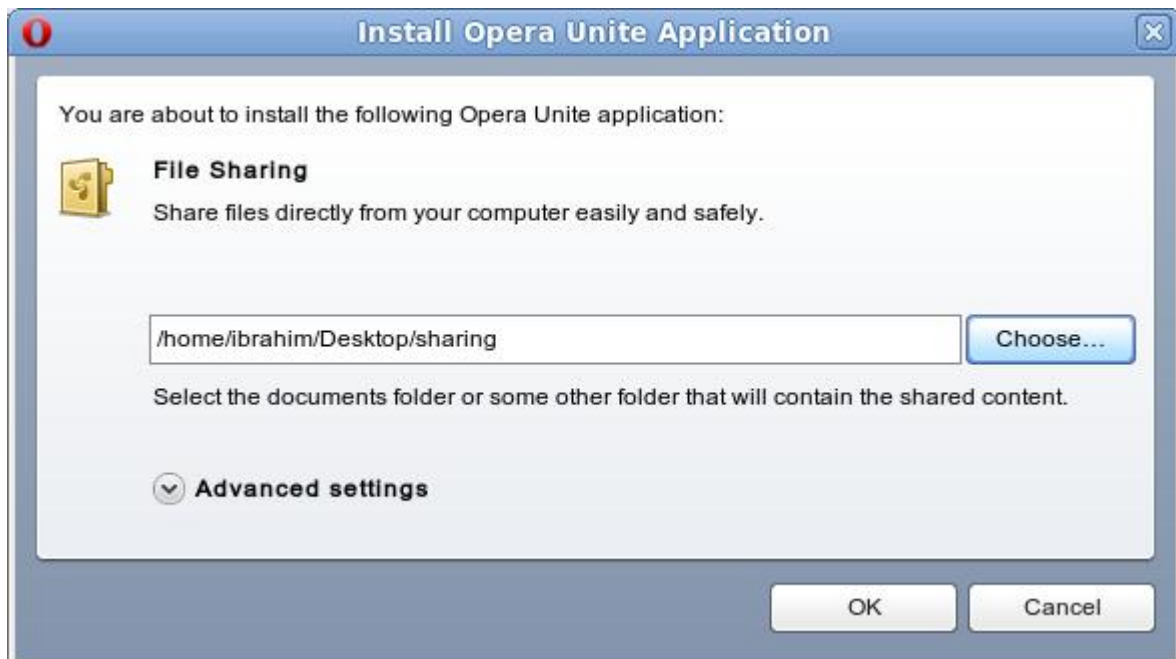 Install Opera Unite Application
You are about to install the following Opera Unite application:
File Sharing
Share files directly from your computer easily and safely.
/home/ibrahim/Desktop/sharing
Choose...
Select the documents folder or some other folder that will contain the shared content.
Advanced settings
OK
Cancel